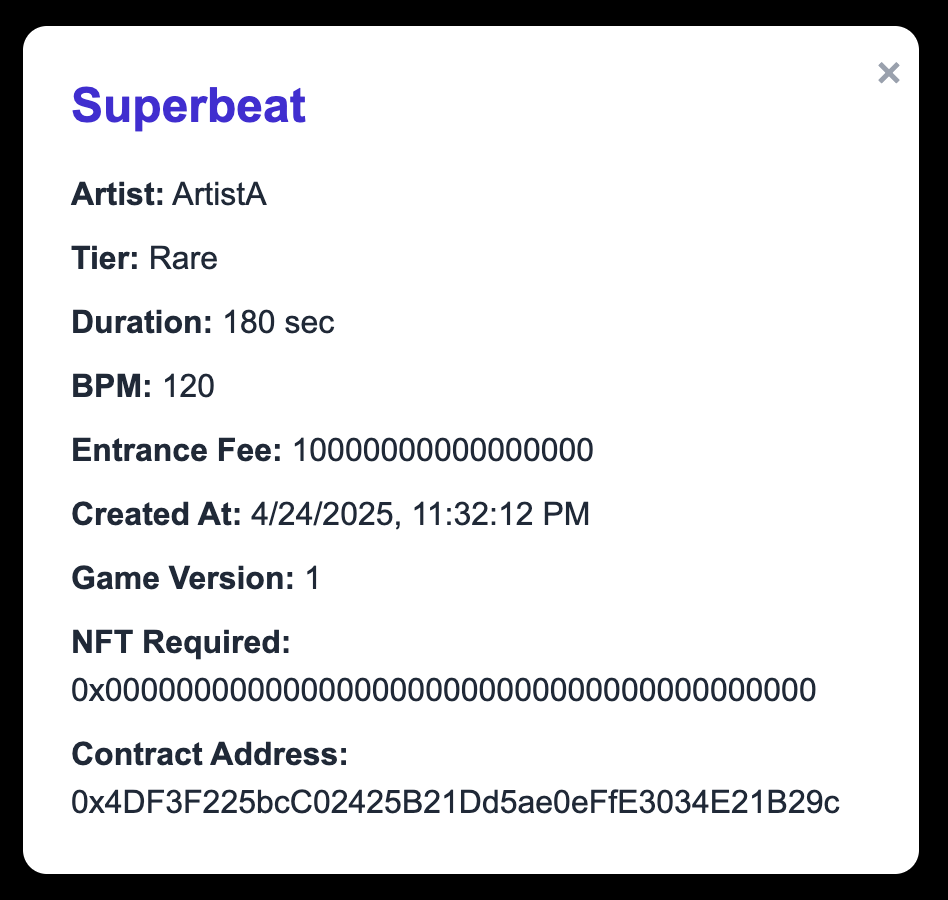 Superbeat
×
Artist: ArtistA
Tier: Rare
Duration: 180 sec
BPM: 120
Entrance Fee: 10000000000000000
Created At: 4/24/2025, 11:32:12 PM
Game Version: 1
NFT Required:
0x0000000000000000000000000000000000000000
Contract Address:
0x4DF3F225bcC02425B21Dd5ae0eFfE3034E21B29c